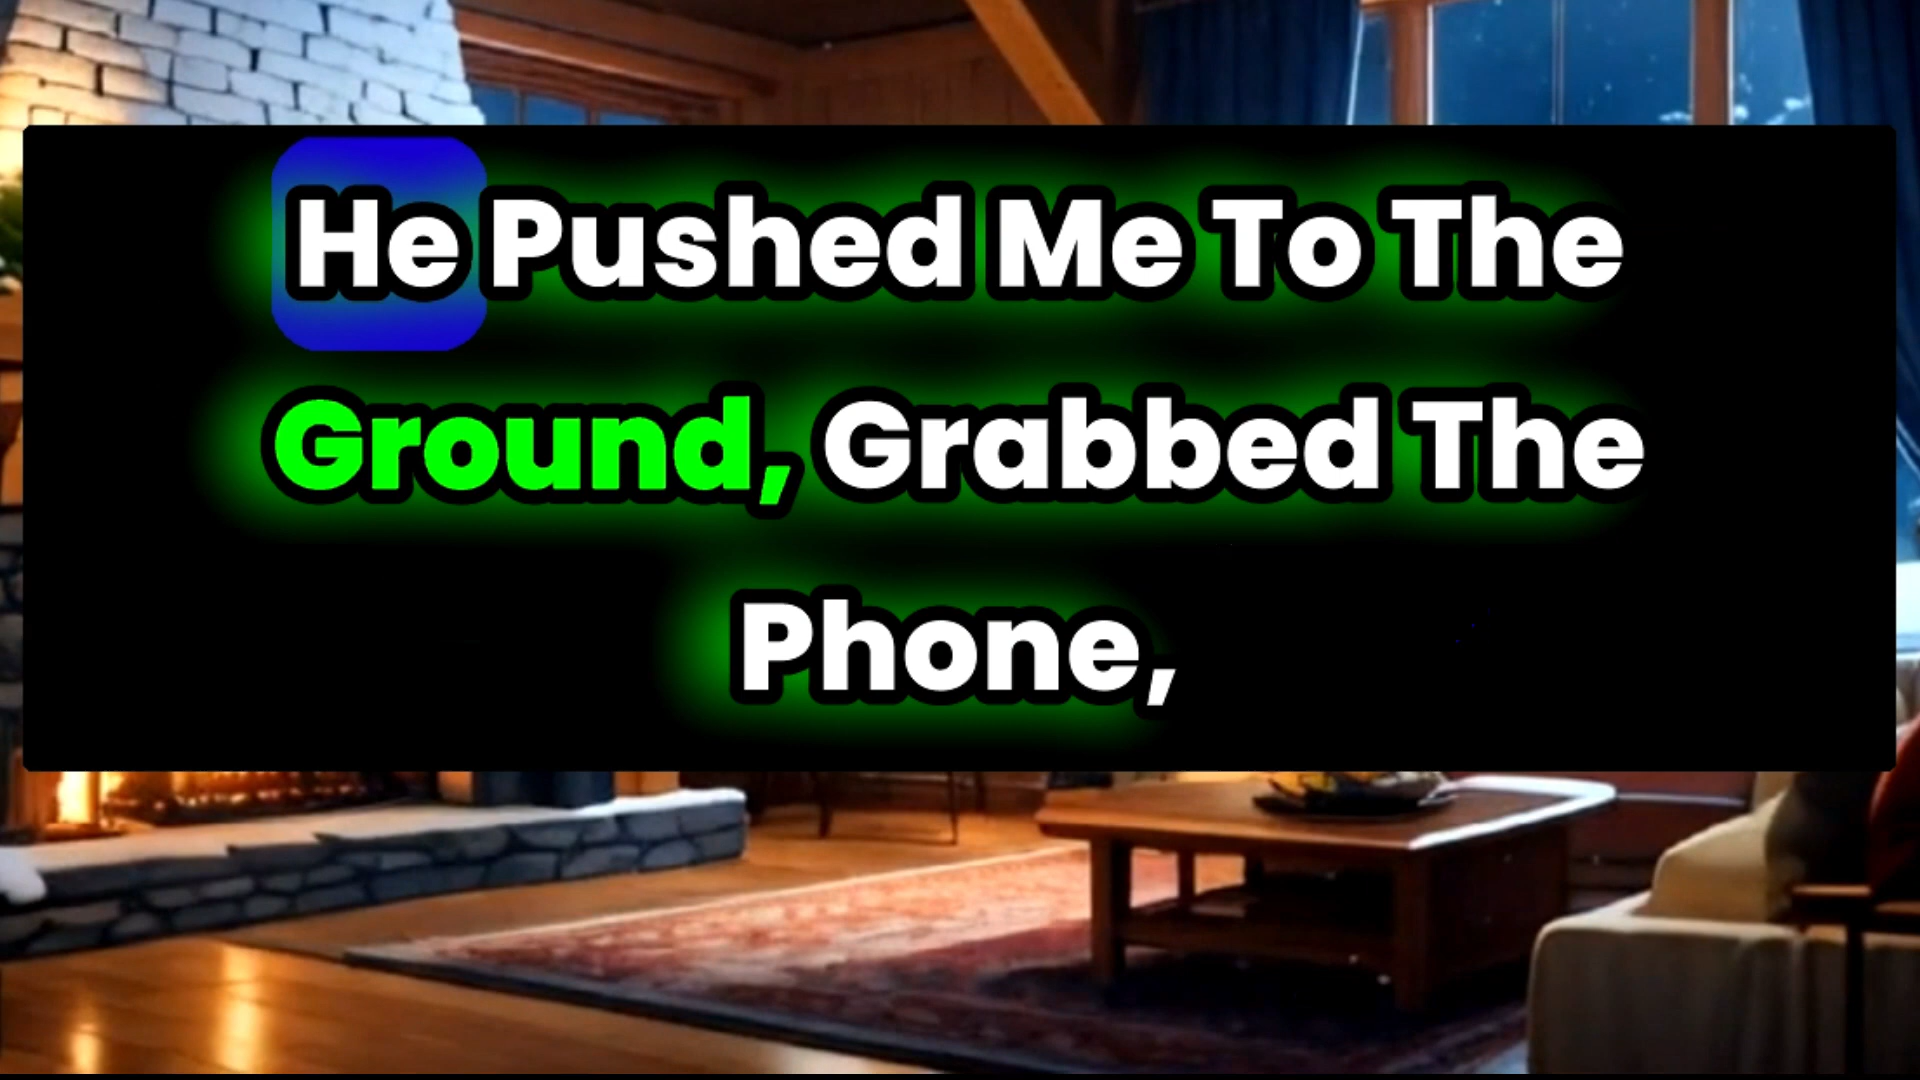 He Pushed Me To The
Ground, Grabbed The
Phone,